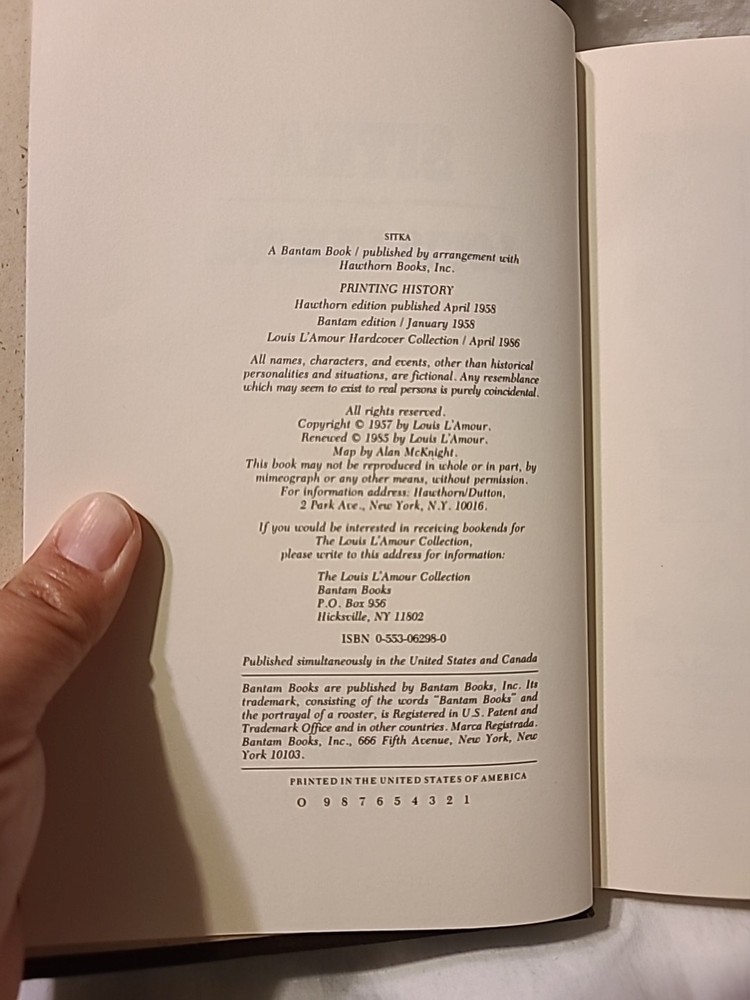 SITKA
A Bantam Book / published by arrangement with
Hawthorn Books, Inc.
PRINTING HISTORY
Hawthorn edition published April 1958
Bantam edition / January 1958
Louis L'Amour Hardcover Collection / April 1986
All names, characters, and events, other than historical
personalities and situations, are fictional. Any resemblance
which may seem to exist to real persons is purely coincidental.
All rights reserved.
Copyright © 1957 by Louis L'Amour.
Renewed © 1985 by Louis L'Amour.
Map by Alan McKnight.
This book may not be reproduced in whole or in part, by
mimeograph or any other means, without permission.
For information address: Hawthorn/Dutton,
2 Park Ave., New York, N.Y. 10016.
If you would be interested in receiving bookends for
The Louis L'Amour Collection,
please write to this address for information:
The Louis L'Amour Collection
Bantam Books
P.O. Box 956
Hicksville, NY 11802
ISBN 0-553-06298-0
Published simultaneously in the United States and Canada
Bantam Books are published by Bantam Books, Inc. Its
trademark, consisting of the words "Bantam Books" and
the portrayal of a rooster, is Registered in U.S. Patent and
Trademark Office and in other countries. Marca Registrada.
Bantam Books, Inc., 666 Fifth Avenue, New York, New
York 10103.
PRINTED IN THE UNITED STATES OF AMERICA
O 9 8 7 6 5 4 3 2 1